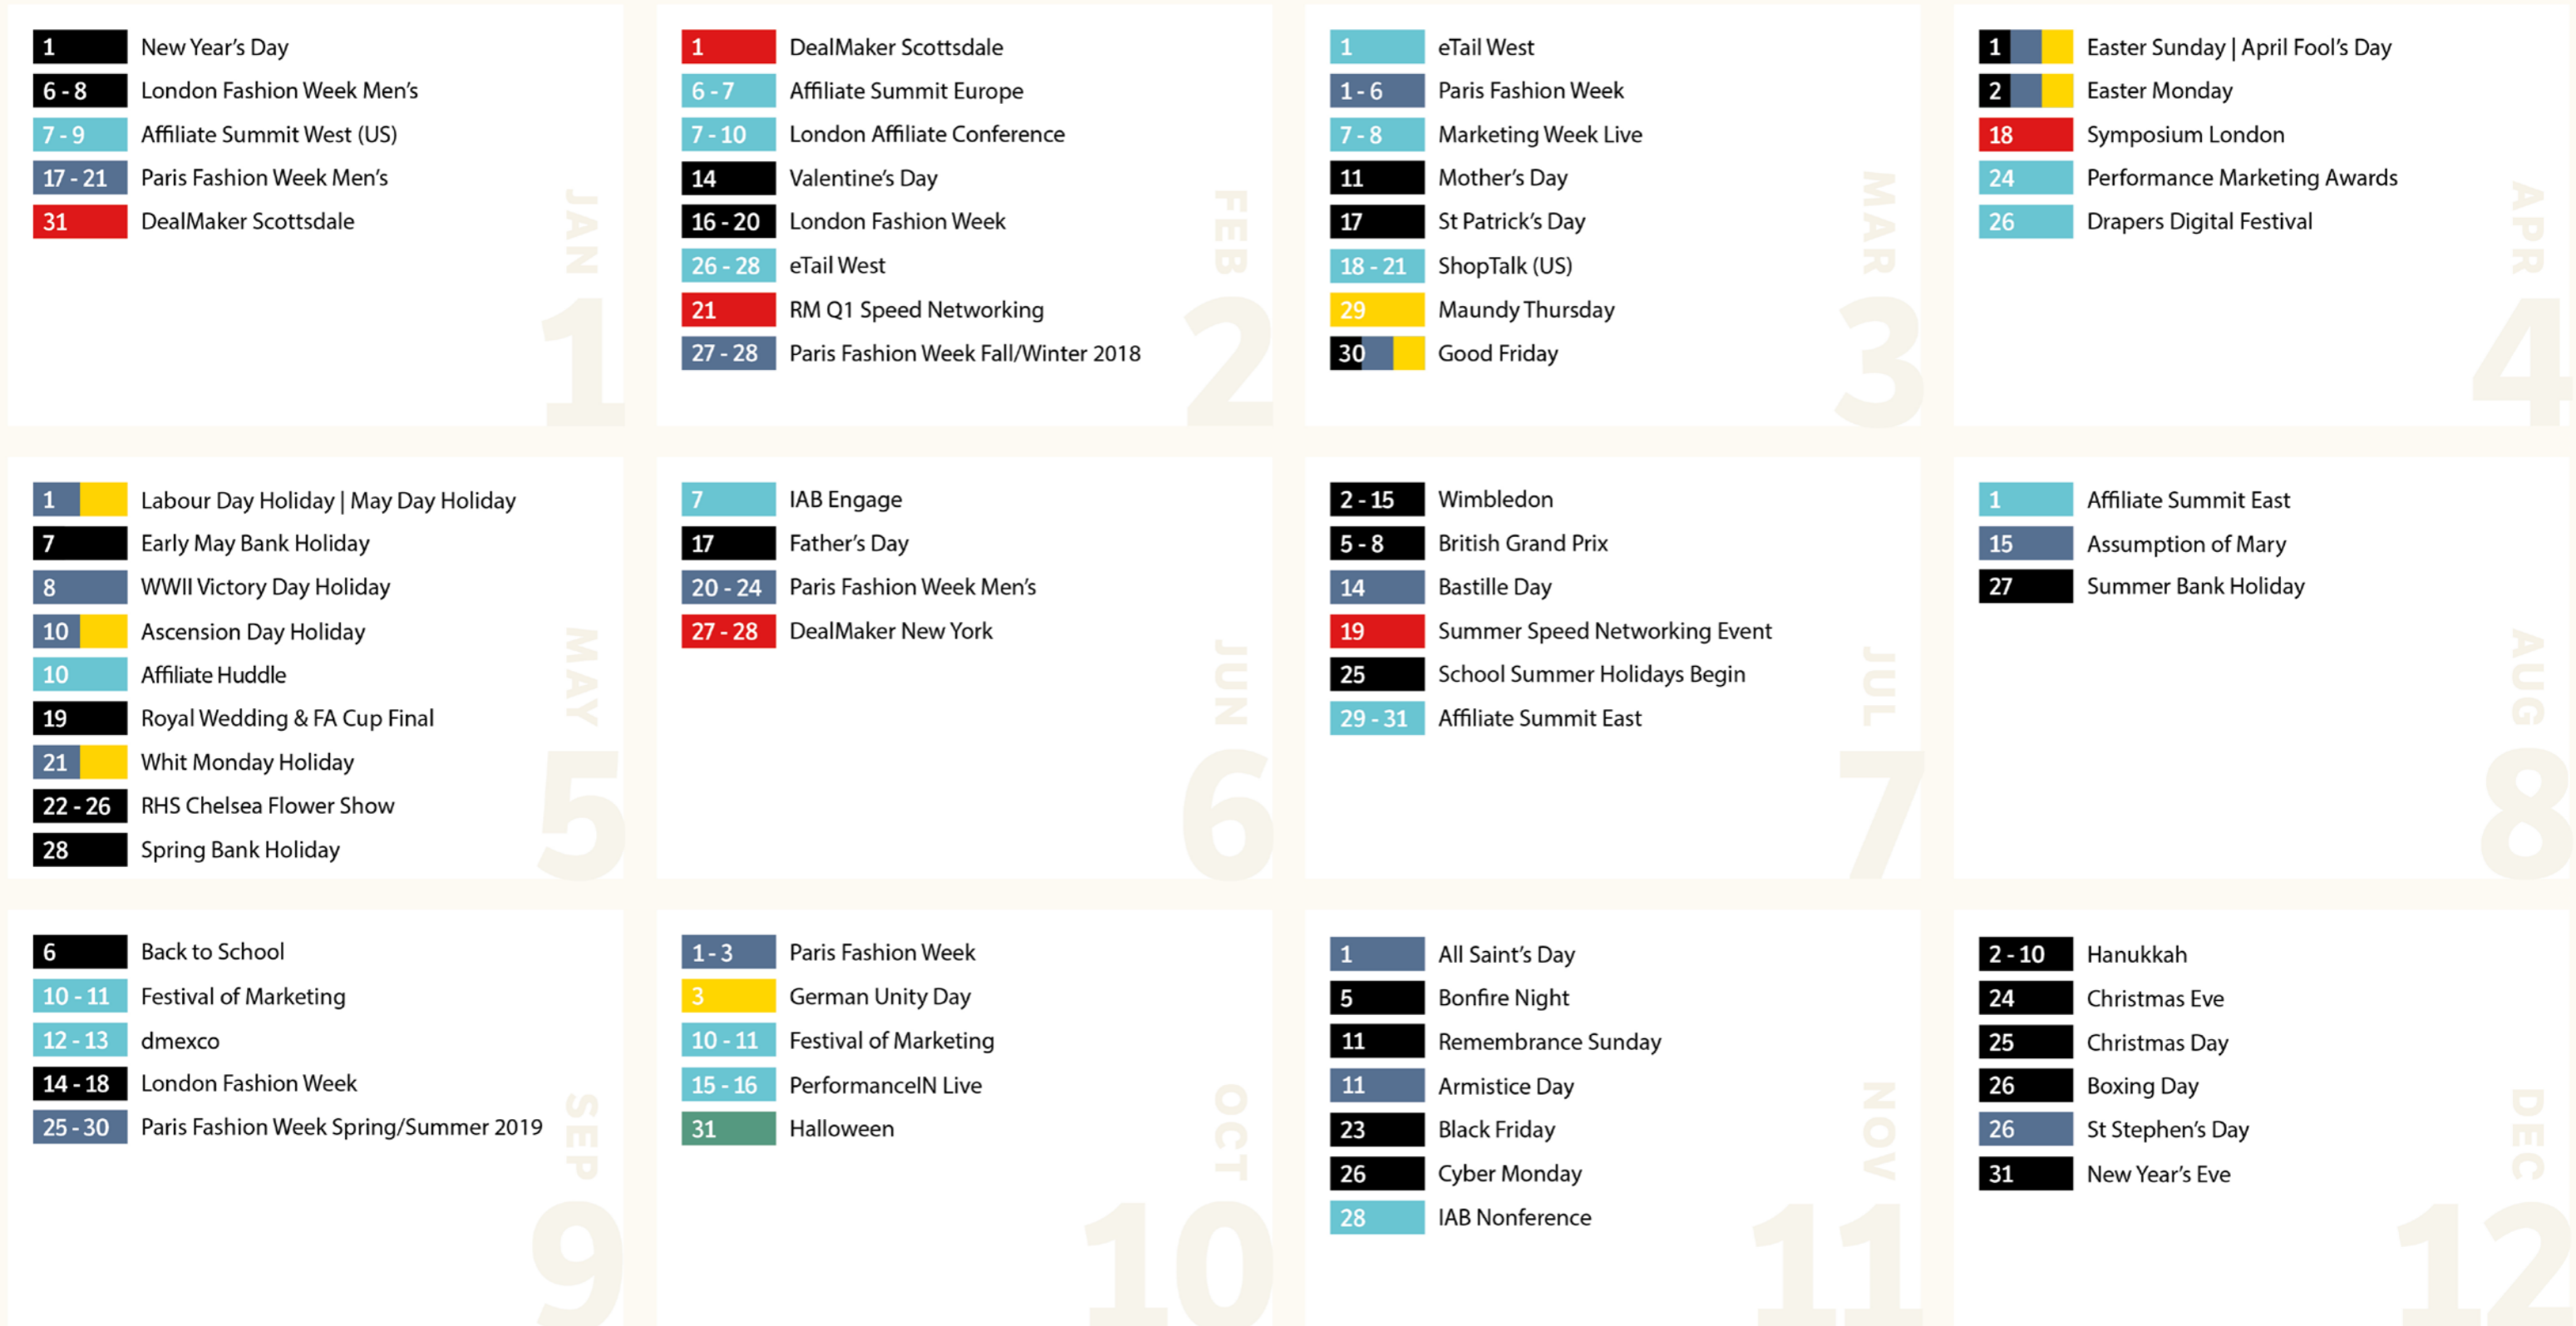 1 New Year’s Day
6 - 8 London Fashion Week Men’s
7 - 9 Affiliate Summit West (US)
17 - 21 Paris Fashion Week Men’s
31 DealMaker Scottsdale
JAN
1
1 DealMaker Scottsdale
6 - 7 Affiliate Summit Europe
7 - 10 London Affiliate Conference
14 Valentine’s Day
16 - 20 London Fashion Week
26 - 28 eTail West
21 RM Q1 Speed Networking
27 - 28 Paris Fashion Week Fall/Winter 2018
FEB
2
1 eTail West
1 - 6 Paris Fashion Week
7 - 8 Marketing Week Live
11 Mother’s Day
17 St Patrick’s Day
18 - 21 ShopTalk (US)
29 Maundy Thursday
30 Good Friday
MAR
3
1 Easter Sunday | April Fool’s Day
2 Easter Monday
18 Symposium London
24 Performance Marketing Awards
26 Drapers Digital Festival
APR
4
1 Labour Day Holiday | May Day Holiday
7 Early May Bank Holiday
8 WWII Victory Day Holiday
10 Ascension Day Holiday
10 Affiliate Huddle
19 Royal Wedding & FA Cup Final
21 Whit Monday Holiday
22 - 26 RHS Chelsea Flower Show
28 Spring Bank Holiday
MAY
5
7 IAB Engage
17 Father’s Day
20 - 24 Paris Fashion Week Men’s
27 - 28 DealMaker New York
JUN
6
2 - 15 Wimbledon
5 - 8 British Grand Prix
14 Bastille Day
19 Summer Speed Networking Event
25 School Summer Holidays Begin
29 - 31 Affiliate Summit East
JUL
7
1 Affiliate Summit East
15 Assumption of Mary
27 Summer Bank Holiday
AUG
8
6 Back to School
10 - 11 Festival of Marketing
12 - 13 dmexco
14 - 18 London Fashion Week
25 - 30 Paris Fashion Week Spring/Summer 2019
SEP
9
1 - 3 Paris Fashion Week
3 German Unity Day
10 - 11 Festival of Marketing
15 - 16 PerformanceIN Live
31 Halloween
OCT
10
1 All Saint’s Day
5 Bonfire Night
11 Remembrance Sunday
11 Armistice Day
23 Black Friday
26 Cyber Monday
28 IAB Nonference
NOV
11
2 - 10 Hanukkah
24 Christmas Eve
25 Christmas Day
26 Boxing Day
26 St Stephen’s Day
31 New Year’s Eve
DEC
12